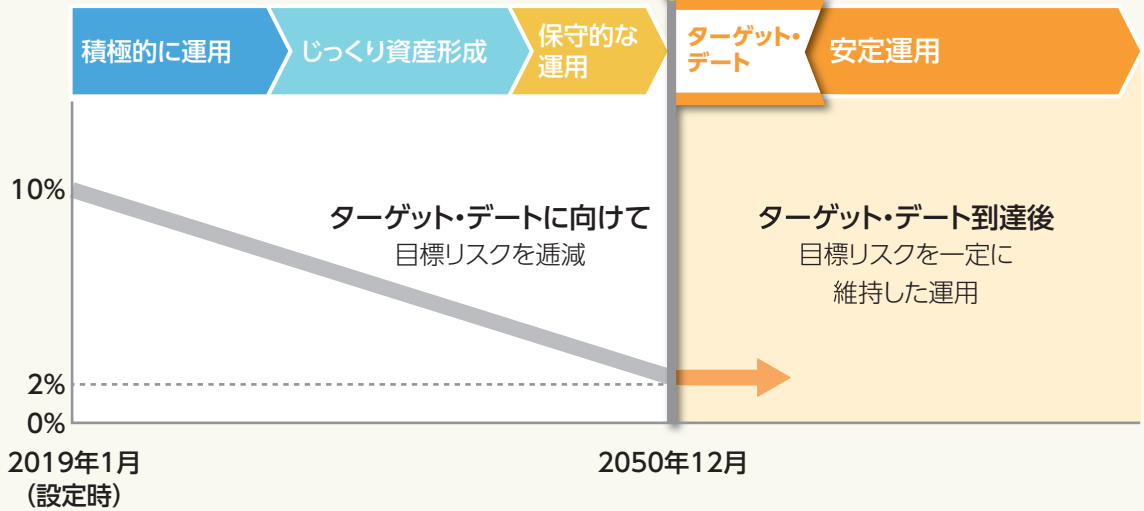 積極的に運用
じっくり資産形成
保守的な
運用
ターゲット・
デート
安定運用
10%
ターゲット・デートに向けて
目標リスクを逓減
ターゲット・デート到達後
目標リスクを一定に
維持した運用
2%
0%
2019年1月
(設定時)
2050年12月